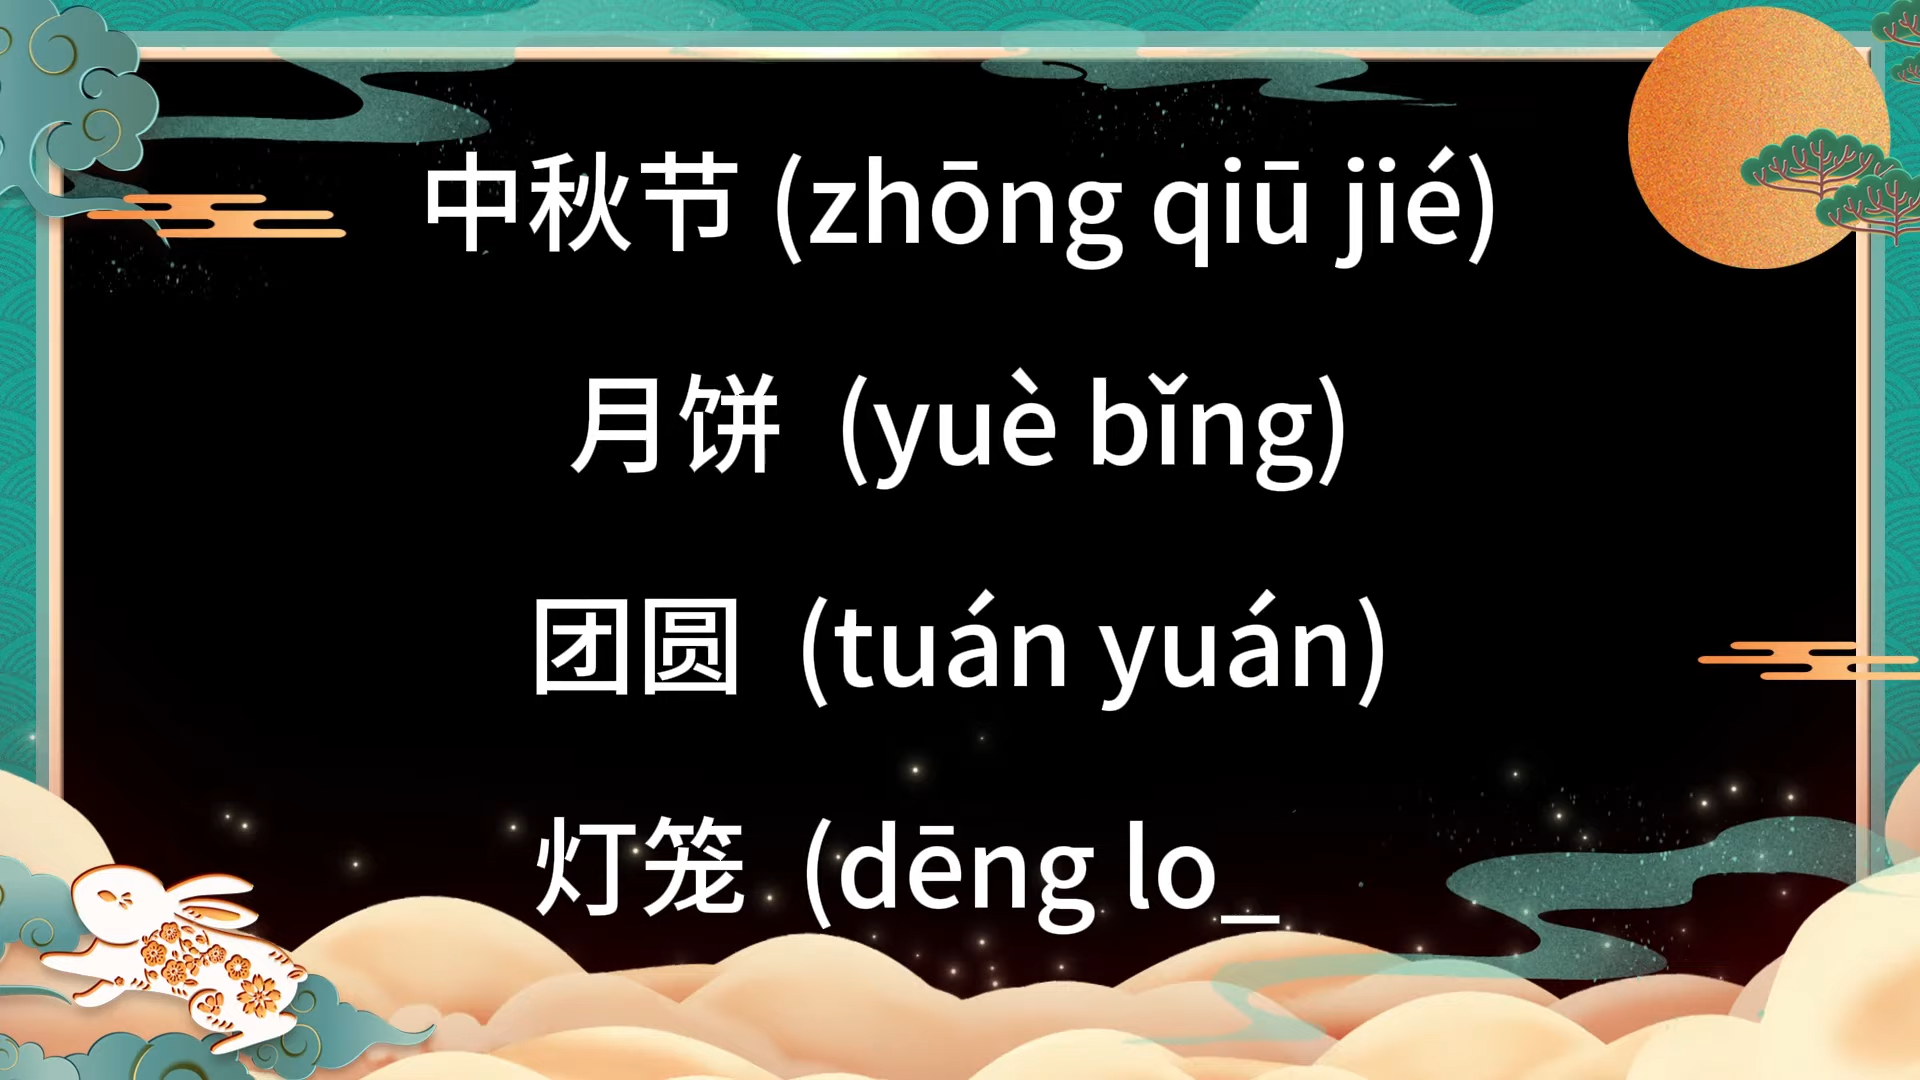 中秋节 (zhōng qiū jié)
月饼 (yuè bǐng)
团圆 (tuán yuán)
灯笼 (dēng lo_